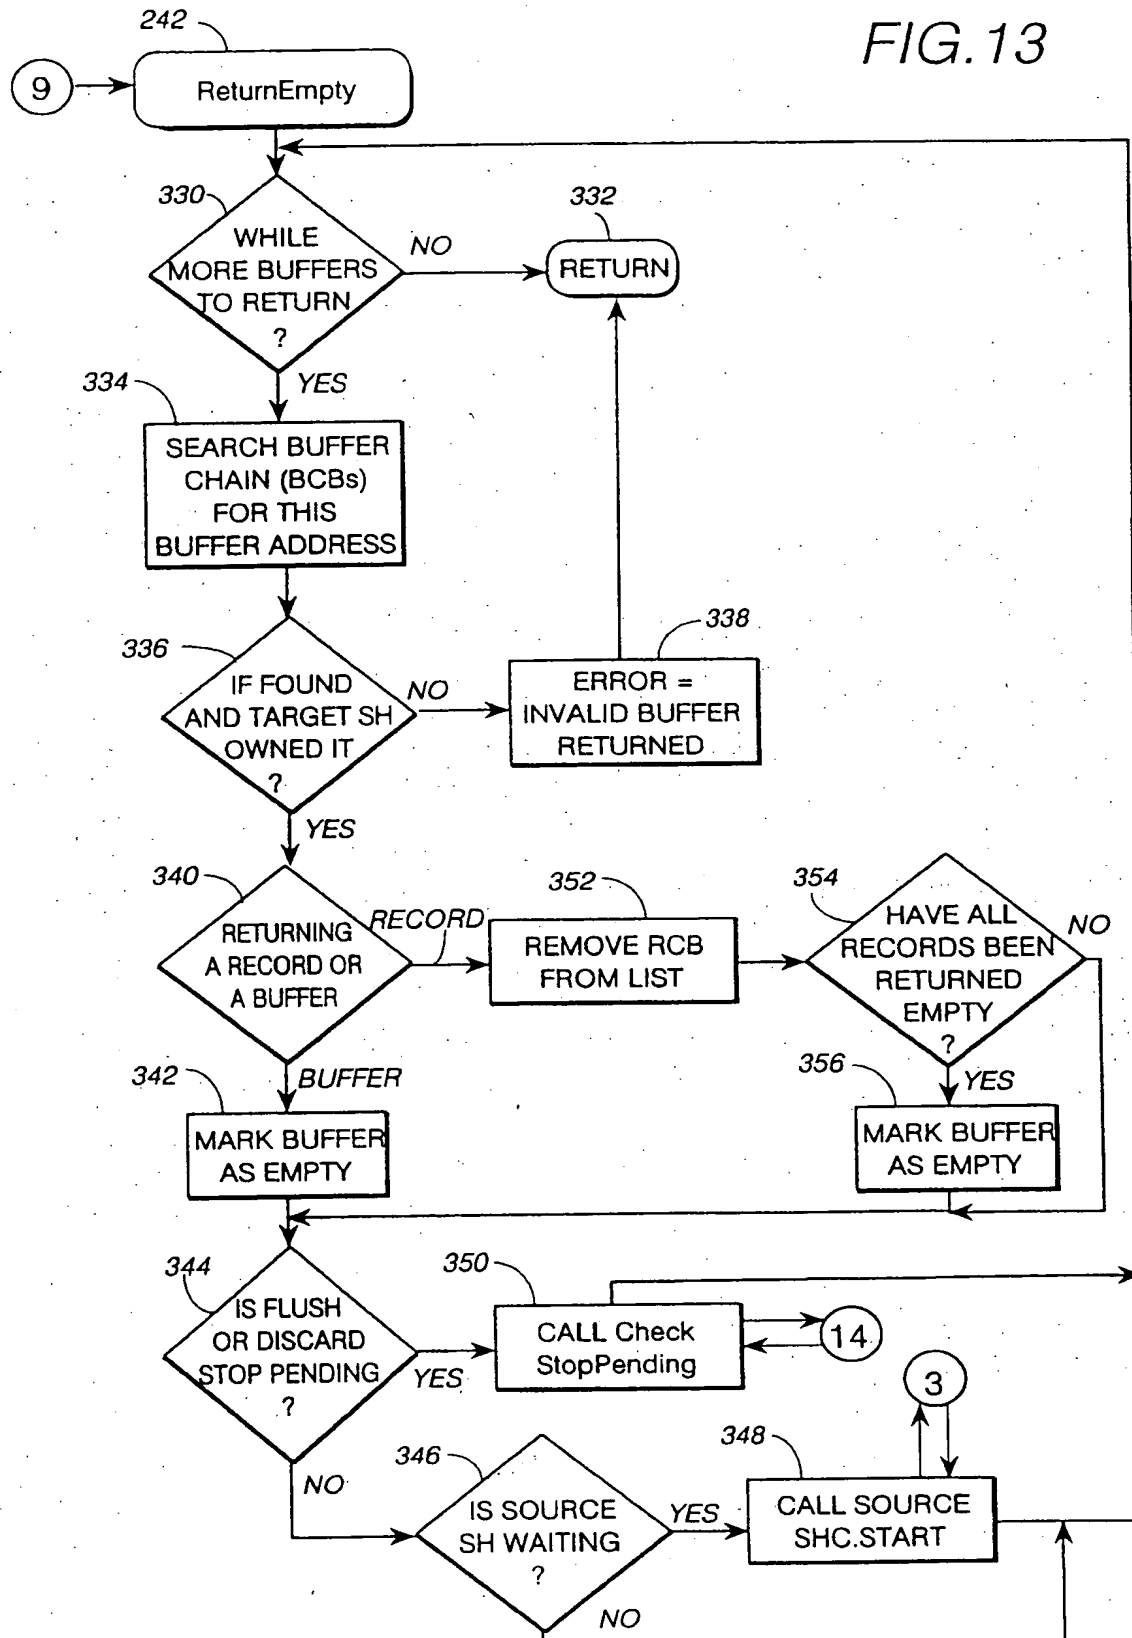 FIG.13
242
9
ReturnEmpty
330
WHILE
MORE BUFFERS
TO RETURN
?
NO
332
RETURN
YES
334
SEARCH BUFFER
CHAIN (BCBs)
FOR THIS
BUFFER ADDRESS
336
IF FOUND
AND TARGET SH
OWNED IT
?
NO
338
ERROR =
INVALID BUFFER
RETURNED
YES
340
RETURNING
A RECORD OR
A BUFFER
RECORD
352
REMOVE RCB
FROM LIST
354
HAVE ALL
RECORDS BEEN
RETURNED
EMPTY
?
NO
BUFFER
342
MARK BUFFER
AS EMPTY
YES
356
MARK BUFFER
AS EMPTY
344
IS FLUSH
OR DISCARD
STOP PENDING
?
YES
350
CALL Check
StopPending
14
3
NO
346
IS SOURCE
SH WAITING
?
YES
348
CALL SOURCE
SHC.START
NO